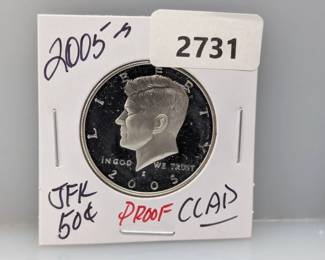 2005-S
2731
LIBERTY
IN GOD WE TRUST
S
2005
JFK
50¢
PROOF
CLAD